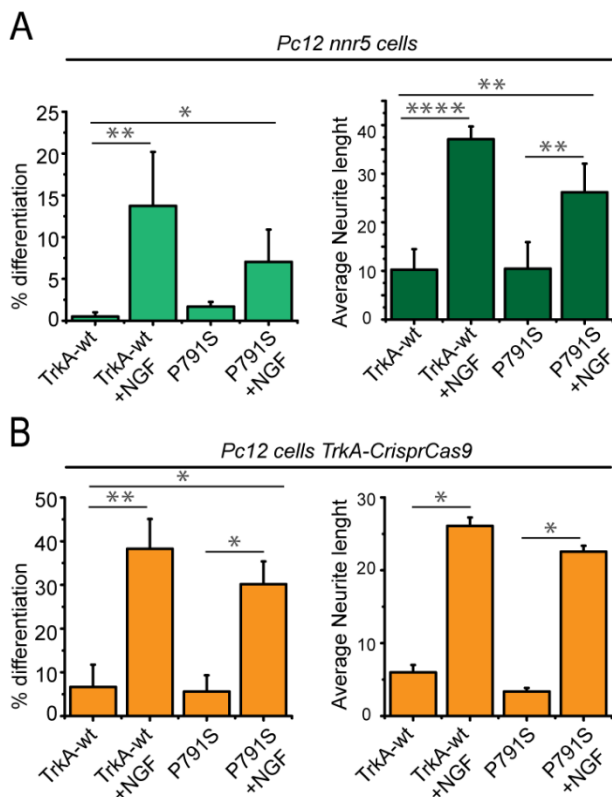 A
Pc12 nnr5 cells
% differentiation
25
20
15
10
5
0
**
*
TrkA-wt
TrkA-wt
+NGF
P791S
P791S
+NGF
Average Neurite lenght
40
30
20
10
0
****
**
**
TrkA-wt
TrkA-wt
+NGF
P791S
P791S
+NGF
B
Pc12 cells TrkA-CrisprCas9
% differentiation
50
40
30
10
0
**
*
*
TrkA-wt
TrkA-wt
+NGF
P791S
P791S
+NGF
Average Neurite lenght
30
20
10
0
*
*
TrkA-wt
TrkA-wt
+NGF
P791S
P791S
+NGF